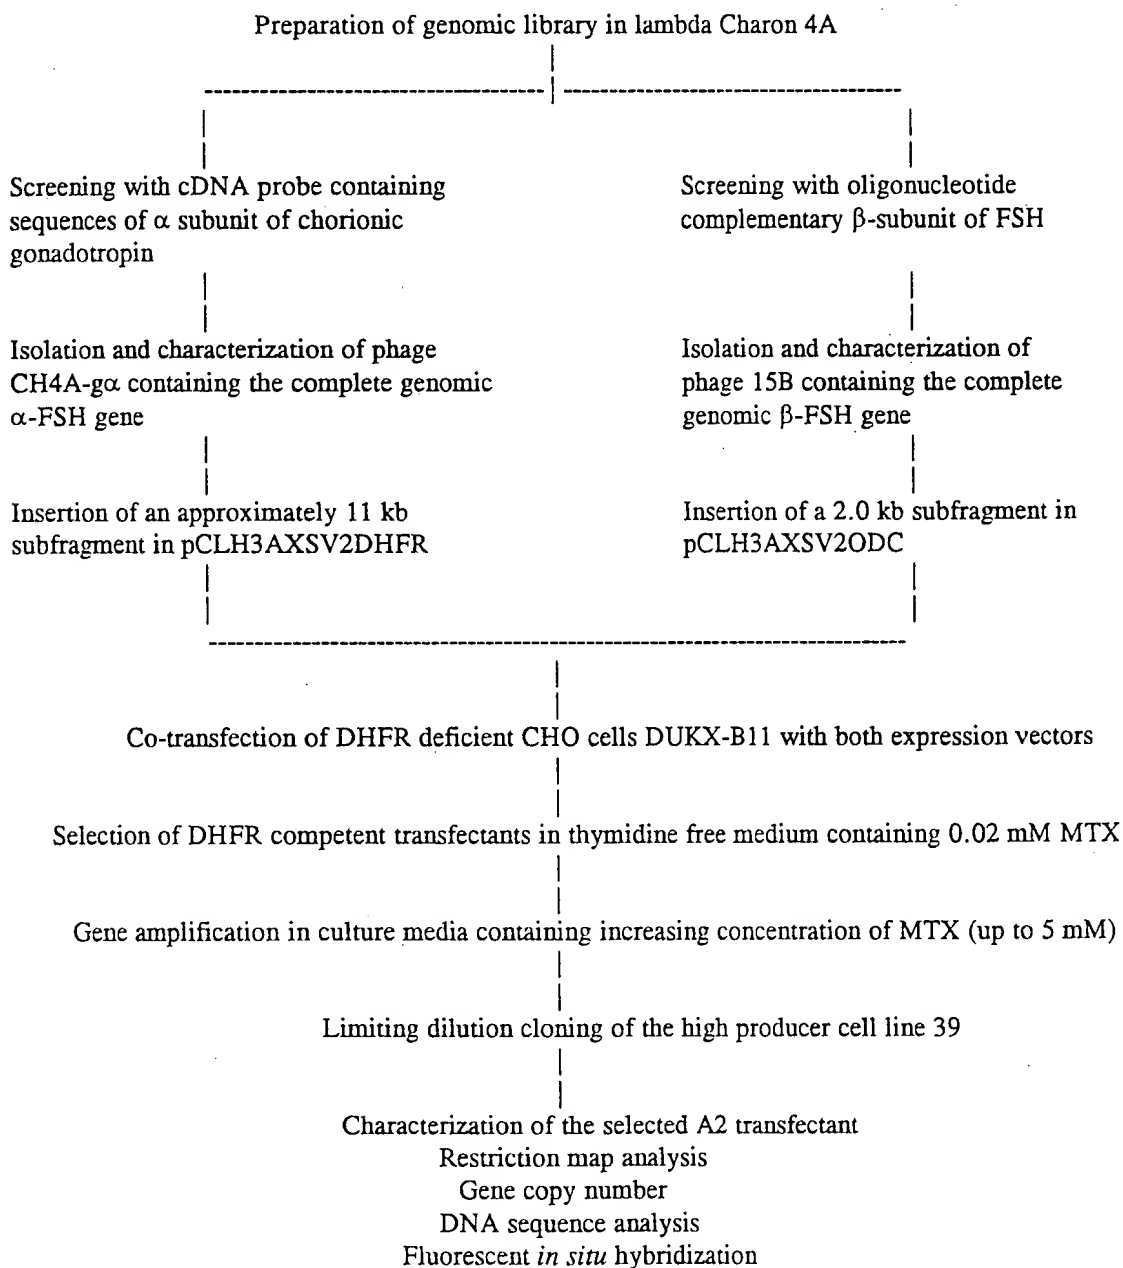 Preparation of genomic library in lambda Charon 4A
Screening with cDNA probe containing
sequences of α subunit of chorionic
gonadotropin
Screening with oligonucleotide
complementary β-subunit of FSH
Isolation and characterization of phage
CH4A-gα containing the complete genomic
α-FSH gene
Isolation and characterization of
phage 15B containing the complete
genomic β-FSH gene
Insertion of an approximately 11 kb
subfragment in pCLH3AXSV2DHFR
Insertion of a 2.0 kb subfragment in
pCLH3AXSV2ODC
Co-transfection of DHFR deficient CHO cells DUKX-B11 with both expression vectors
Selection of DHFR competent transfectants in thymidine free medium containing 0.02 mM MTX
Gene amplification in culture media containing increasing concentration of MTX (up to 5 mM)
Limiting dilution cloning of the high producer cell line 39
Characterization of the selected A2 transfectant
Restriction map analysis
Gene copy number
DNA sequence analysis
Fluorescent in situ hybridization